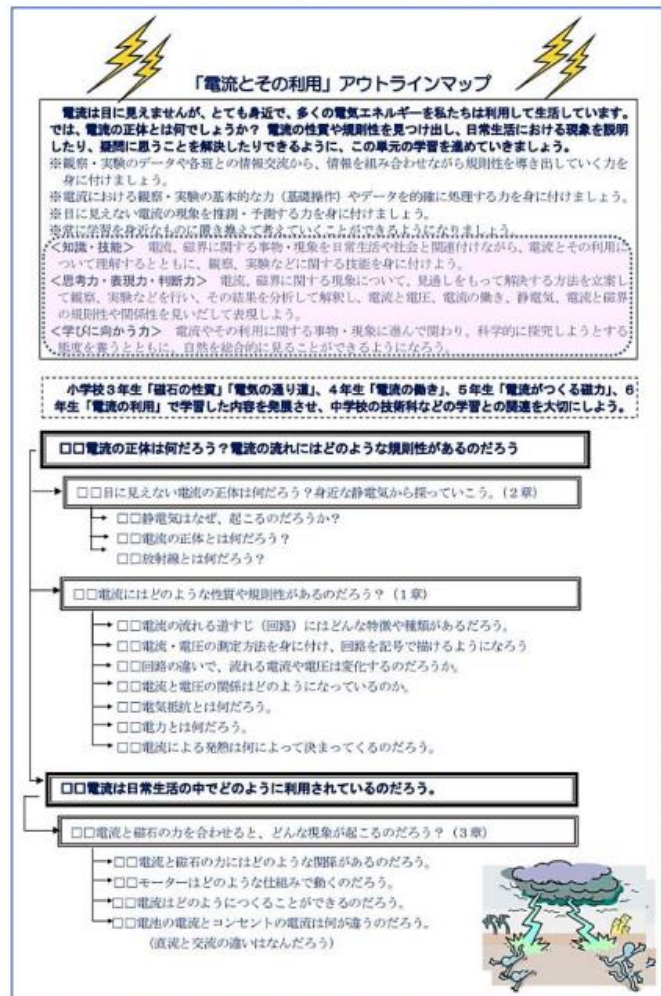 「電流とその利用」アウトラインマップ
電流は目に見えませんが、とても身近で、多くの電気エネルギーを私たちは利用して生活しています。
では、電流の正体とは何でしょうか? 電流の性質や規則性を見つけ出し、日常生活における現象を説明
したり、疑問に思うことを解決したりできるように、この単元の学習を進めていきましょう。
※観察・実験のデータや各班との情報交流から、情報を組み合わせながら規則性を導き出していく力を
身に付けましょう。
※電流における観察・実験の基本的な力(基礎操作)やデータを的確に処理する力を身に付けましょう。
※目に見えない電流の現象を推測・予測する力を身に付けましょう。
※常に学習を身近なものに置き換えて考えていくことができるようになりましょう。
<知識・技能> 電流、磁界に関する事物・現象を日常生活や社会と関連付けながら、電流とその利用に
ついて理解するとともに、観察、実験などに関する技能を身に付けよう。
<思考力・表現力・判断力> 電流、磁界に関する現象について、見通しをもって解決する方法を立案し
て観察、実験などを行い、その結果を分析して解釈し、電流と電圧、電流の働き、静電気、電流と磁界
の規則性や関係性を見いだして表現しよう。
<学びに向かう力> 電流やその利用に関する事物・現象に進んで関わり、科学的に探究しようとする
態度を養うとともに、自然を総合的に見ることができるようになろう。
小学校3年生「磁石の性質」「電気の通り道」、4年生「電流の働き」、5年生「電流がつくる磁力」、6
年生「電流の利用」で学習した内容を発展させ、中学校の技術科などの学習との関連を大切にしよう。
□□電流の正体は何だろう?電流の流れにはどのような規則性があるのだろう
□□目に見えない電流の正体は何だろう?身近な静電気から探っていこう。(2章)
□□静電気はなぜ、起こるのだろうか?
□□電流の正体とは何だろう?
□□放射線とは何だろう?
□□電流にはどのような性質や規則性があるのだろう?(1章)
□□電流の流れる道すじ(回路)にはどんな特徴や種類があるだろう。
□□電流・電圧の測定方法を身に付け、回路を記号で描けるようになろう
□□回路の違いで、流れる電流や電圧は変化するのだろうか。
□□電流と電圧の関係はどのようになっているのか。
□□電気抵抗とは何だろう。
□□電力とは何だろう。
□□電流による発熱は何によって決まってくるのだろう。
□□電流は日常生活の中でどのように利用されているのだろう。
□□電流と磁石の力を合わせると、どんな現象が起こるのだろう?(3章)
□□電流と磁石の力にはどのような関係があるのだろう。
□□モーターはどのような仕組みで動くのだろう。
□□電流はどのようにつくることができるのだろう。
□□電池の電流とコンセントの電流は何が違うのだろう。
(直流と交流の違いはなんだろう)